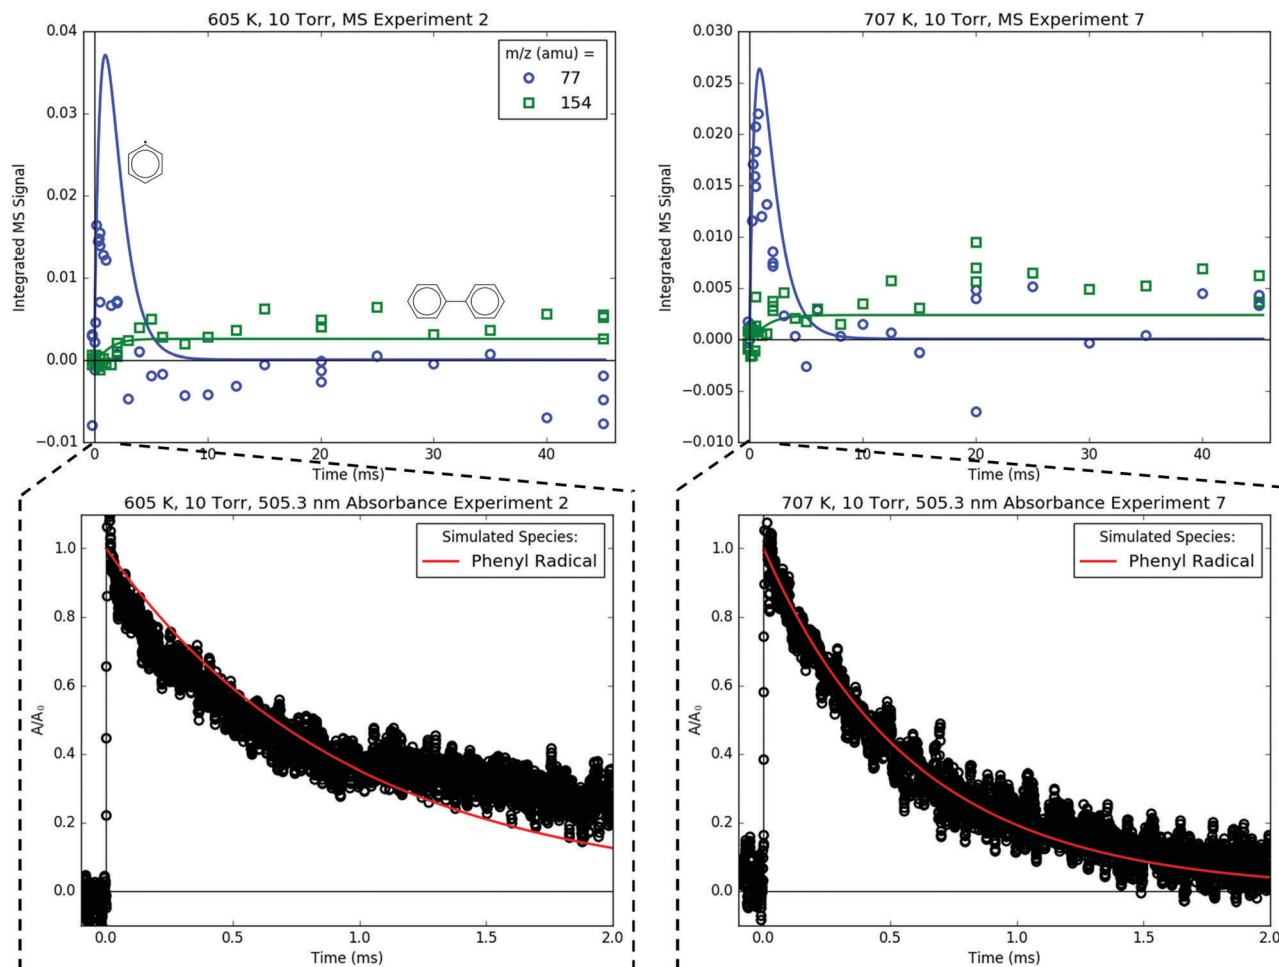 605 K, 10 Torr, MS Experiment 2
0.04
0.03
0.02
0.01
0.00
−0.01
Integrated MS Signal
m/z (amu) =
77
154
0
10
20
30
40
Time (ms)
707 K, 10 Torr, MS Experiment 7
0.030
0.025
0.020
0.015
0.010
0.005
0.000
−0.005
−0.010
Integrated MS Signal
0
10
20
30
40
Time (ms)
605 K, 10 Torr, 505.3 nm Absorbance Experiment 2
1.0
0.8
0.6
0.4
0.2
0.0
A/A₀
Simulated Species:
Phenyl Radical
0.0
0.5
1.0
1.5
2.0
Time (ms)
707 K, 10 Torr, 505.3 nm Absorbance Experiment 7
1.0
0.8
0.6
0.4
0.2
0.0
A/A₀
Simulated Species:
Phenyl Radical
0.0
0.5
1.0
1.5
2.0
Time (ms)